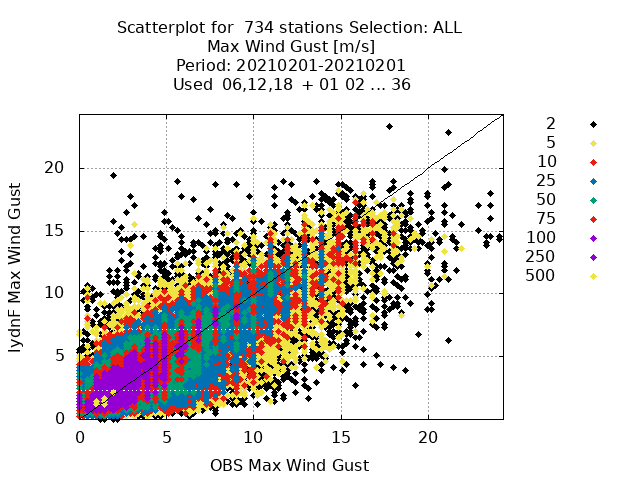 Scatterplot for 734 stations Selection: ALL
Max Wind Gust [m/s]
Period: 20210201-20210201
Used 06,12,18 + 01 02 ... 36
2
5
10
25
50
75
100
250
500
20
15
10
5
0
IydnF Max Wind Gust
0 5 10 15 20
OBS Max Wind Gust